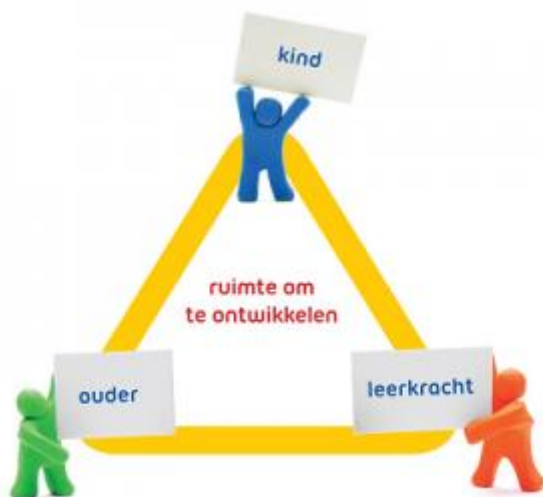 kind
ruimte om
te ontwikkelen
ouder
leerkracht